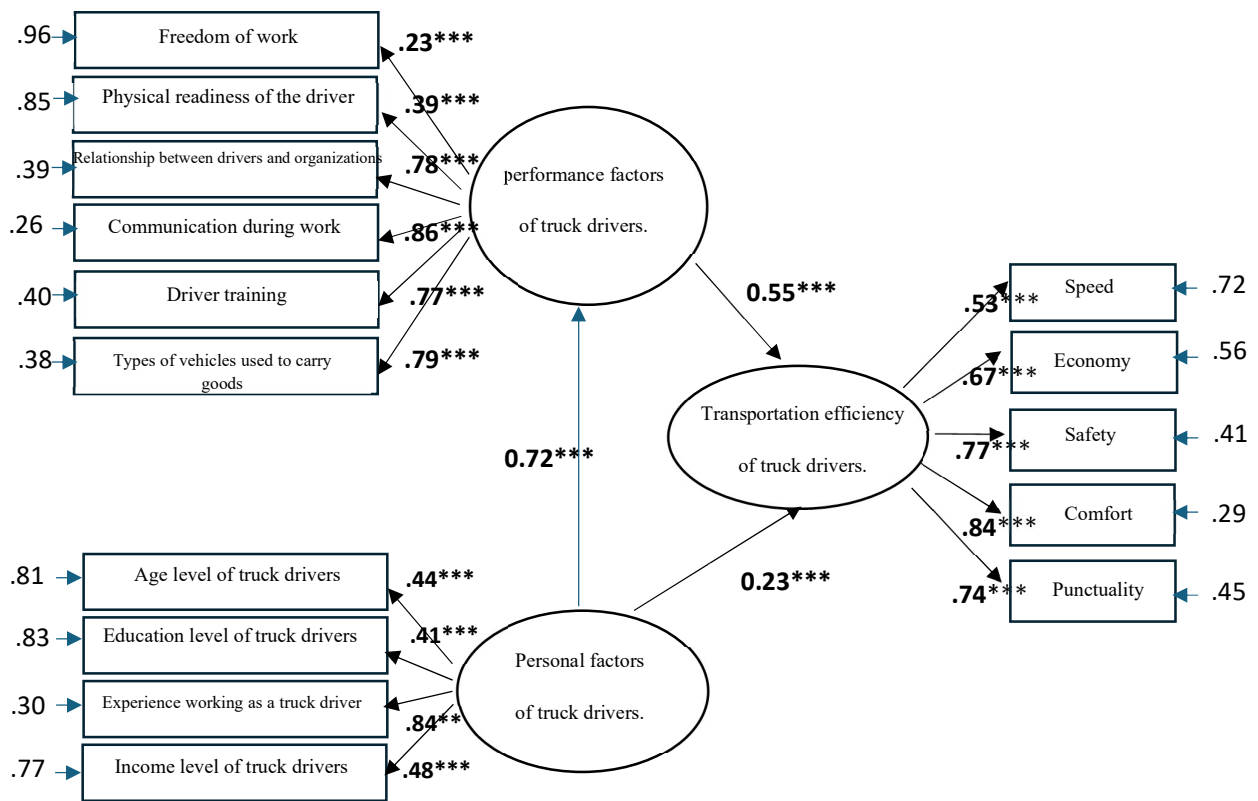 .96
Freedom of work
.23***
.85
Physical readiness of the driver
.39***
.39
Relationship between drivers and organizations
.78***
.26
Communication during work
.86***
.40
Driver training
.77***
.38
Types of vehicles used to carry
goods
.79***
performance factors
of truck drivers.
0.55***
0.72***
Transportation efficiency
of truck drivers.
0.23***
.53***
Speed
.72
.67***
Economy
.56
.77***
Safety
.41
.84***
Comfort
.29
.74***
Punctuality
.45
.81
Age level of truck drivers
.44***
.83
Education level of truck drivers
.41***
.30
Experience working as a truck driver
.84**
.77
Income level of truck drivers
.48***
Personal factors
of truck drivers.